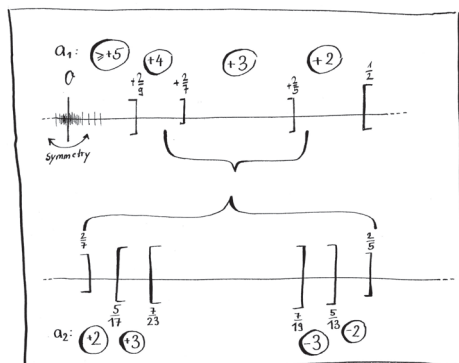 a₁: ≥+5 +4 +3 +2
0 +2/9 +2/7 +2/5 1/2
symmetry
2/7 2/5
5/17 7/23 7/19 5/13
a₂: +2 +3 -3 -2